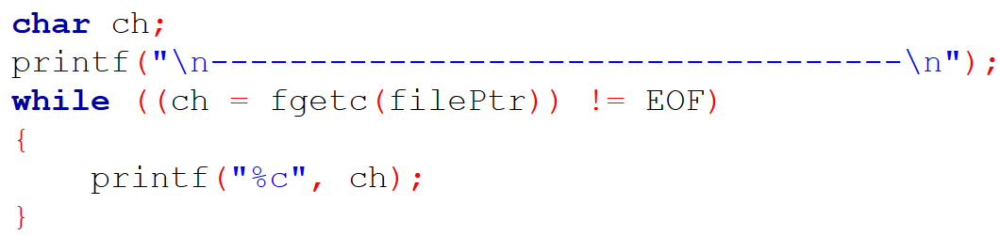 char ch;
printf("\n-----------------------------------\n");
while ((ch = fgetc(filePtr)) != EOF)
{
    printf("%c", ch);
}